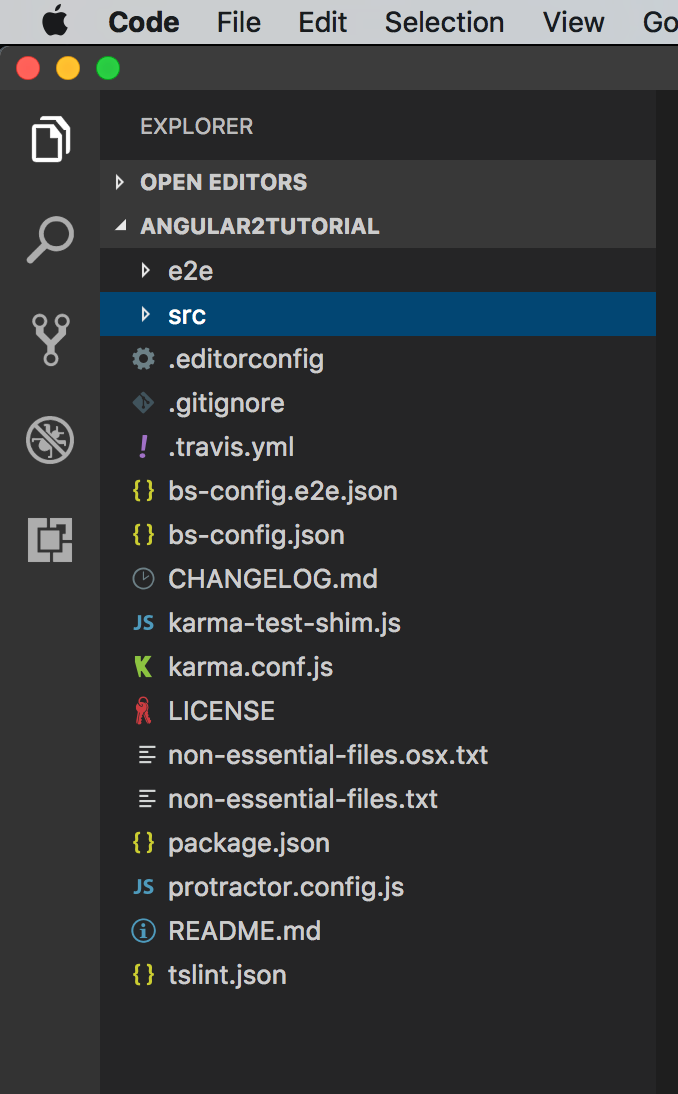 Code File Edit Selection View Go
EXPLORER
OPEN EDITORS
ANGULAR2TUTORIAL
e2e
src
.editorconfig
.gitignore
! .travis.yml
{ } bs-config.e2e.json
{ } bs-config.json
CHANGELOG.md
JS karma-test-shim.js
karma.conf.js
LICENSE
non-essential-files.osx.txt
non-essential-files.txt
{ } package.json
JS protractor.config.js
README.md
{ } tslint.json